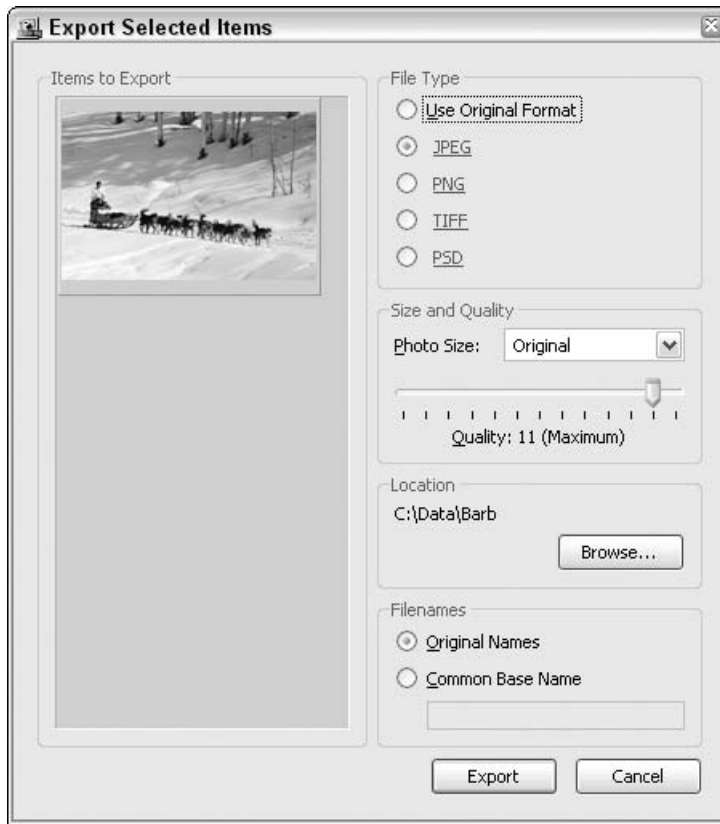 Export Selected Items
Items to Export
File Type
Use Original Format
JPEG
PNG
TIFF
PSD
Size and Quality
Photo Size: Original
Quality: 11 (Maximum)
Location
C:\Data\Barb
Browse...
Filenames
Original Names
Common Base Name
Export Cancel